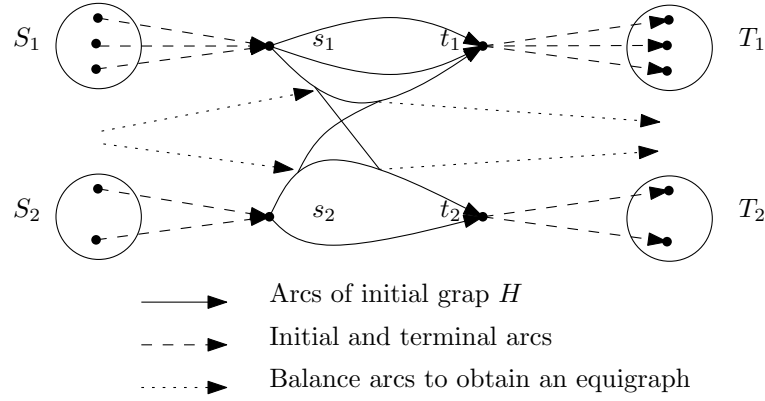 S1 s1 t1 T1
S2 s2 t2 T2
Arcs of initial grap H
Initial and terminal arcs
Balance arcs to obtain an equigraph